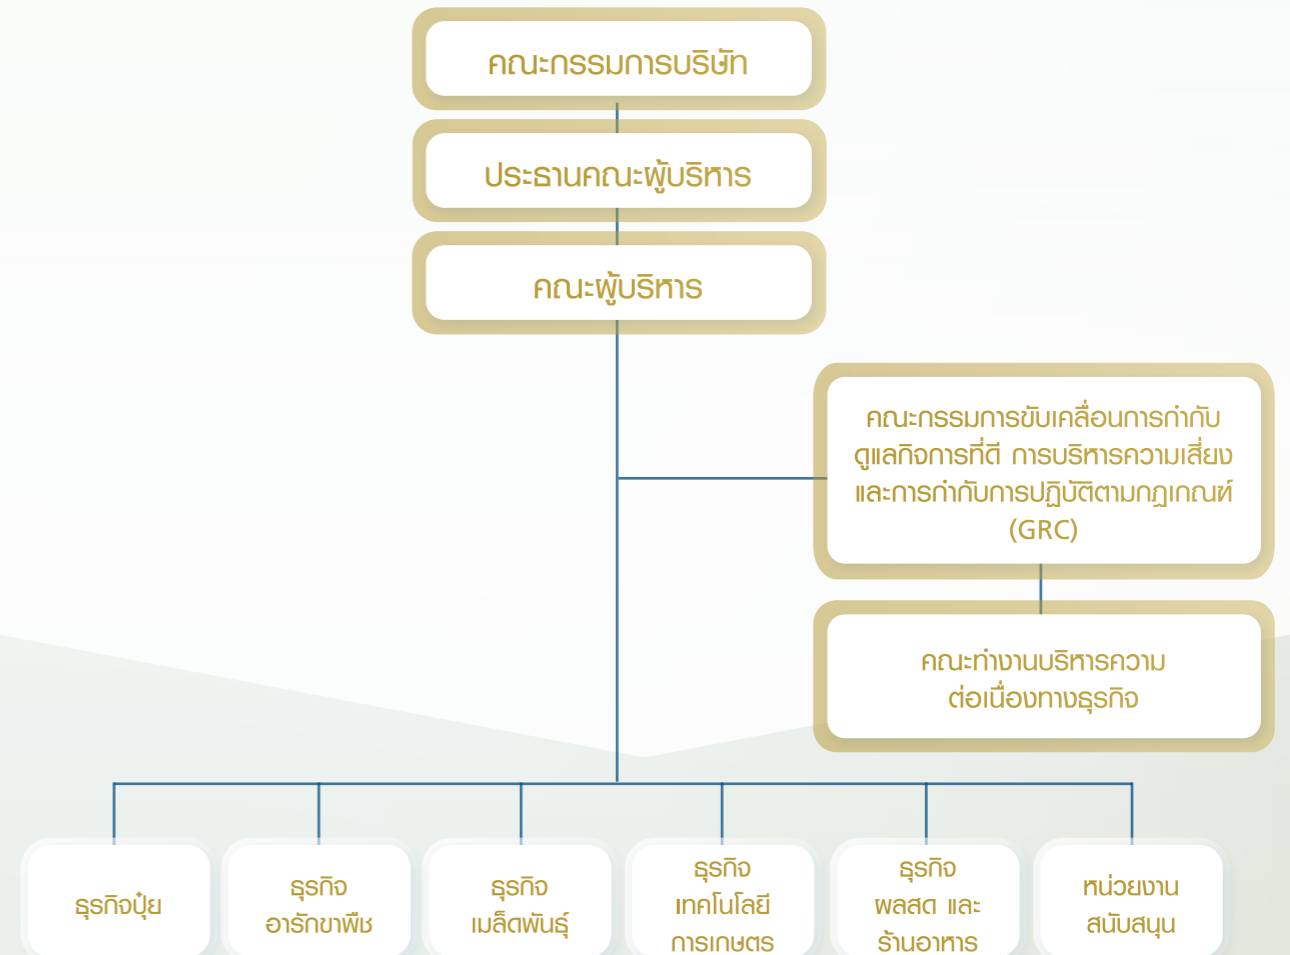 คณะกรรมการบริษัท
ประธานคณะผู้บริหาร
คณะผู้บริหาร
คณะกรรมการขับเคลื่อนการกำกับ
ดูแลกิจการที่ดี การบริหารความเสี่ยง
และการกำกับการปฏิบัติตามกฎเกณฑ์
(GRC)
คณะทำงานบริหารความ
ต่อเนื่องทางธุรกิจ
ธุรกิจปุ๋ย
ธุรกิจ
อารักขาพืช
ธุรกิจ
เมล็ดพันธุ์
ธุรกิจ
เทคโนโลยี
การเกษตร
ธุรกิจ
ผลสด และ
ร้านอาหาร
หน่วยงาน
สนับสนุน